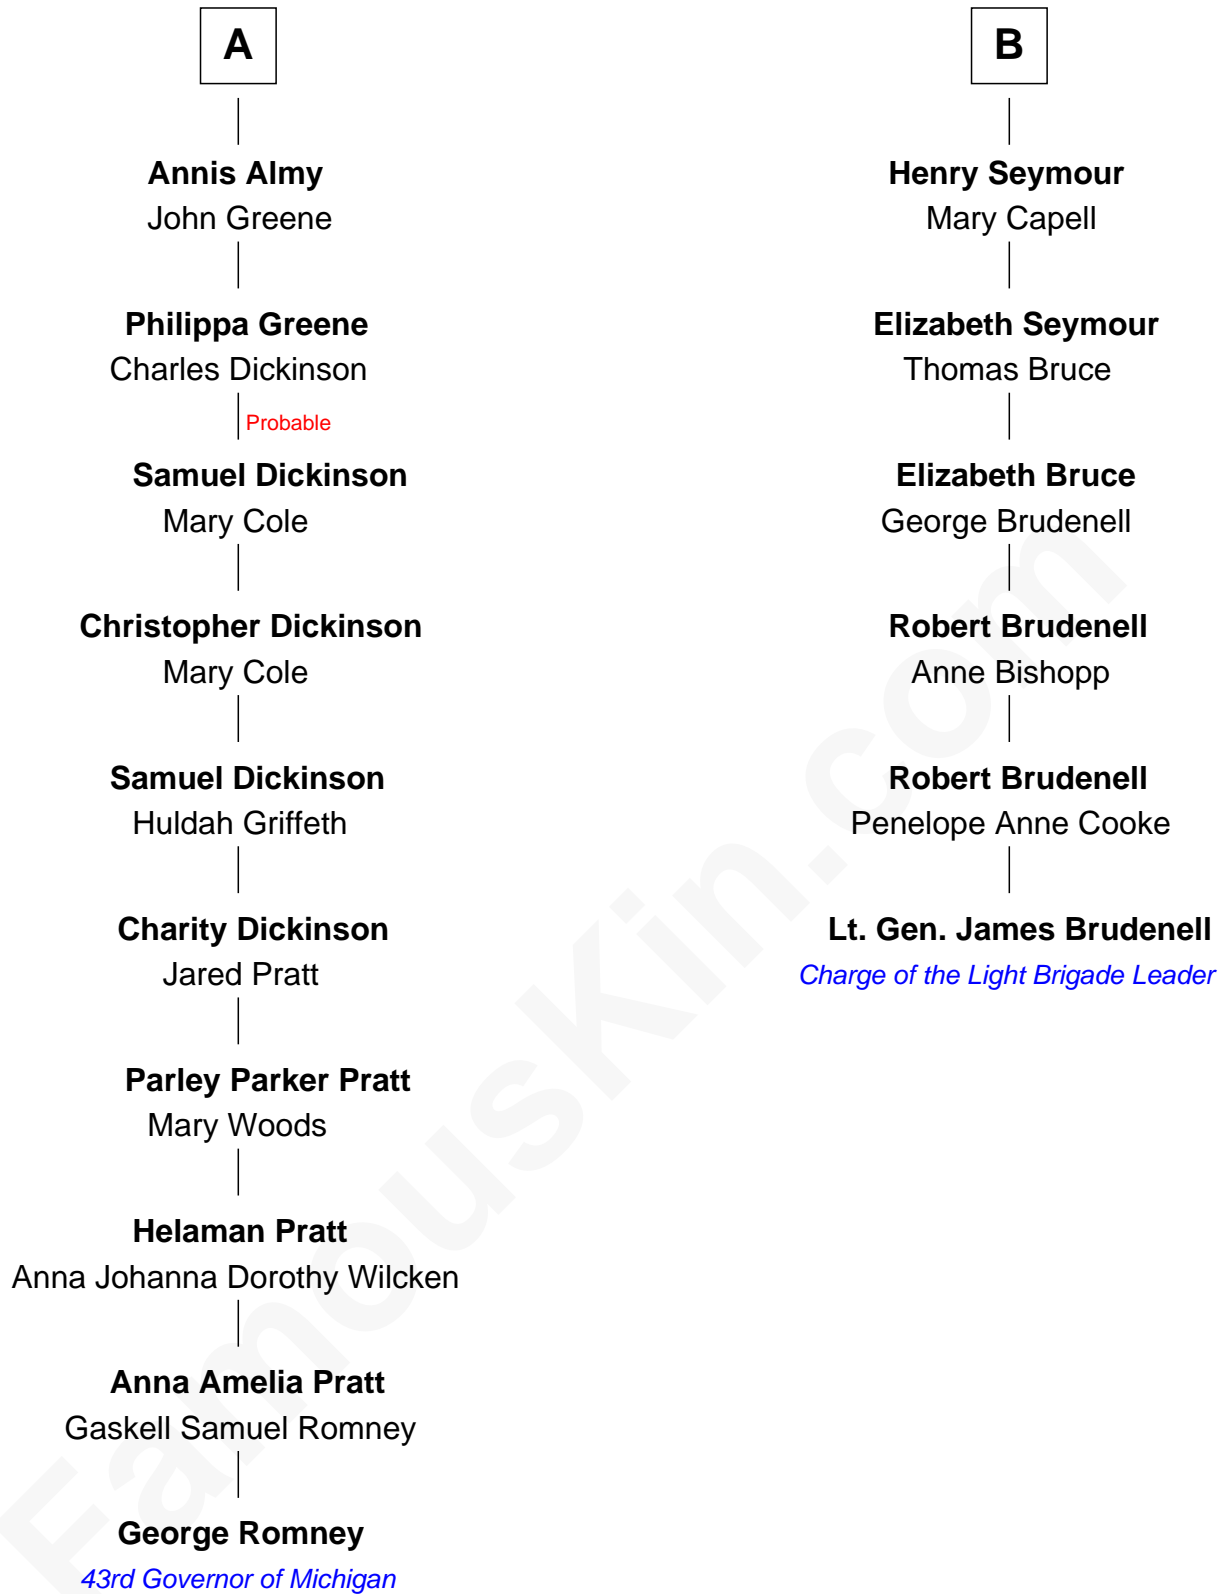 A
Annis Almy
John Greene
Philippa Greene
Charles Dickinson
Probable
Samuel Dickinson
Mary Cole
Christopher Dickinson
Mary Cole
Samuel Dickinson
Huldah Griffeth
Charity Dickinson
Jared Pratt
Parley Parker Pratt
Mary Woods
Helaman Pratt
Anna Johanna Dorothy Wilcken
Anna Amelia Pratt
Gaskell Samuel Romney
George Romney
43rd Governor of Michigan
B
Henry Seymour
Mary Capell
Elizabeth Seymour
Thomas Bruce
Elizabeth Bruce
George Brudenell
Robert Brudenell
Anne Bishopp
Robert Brudenell
Penelope Anne Cooke
Lt. Gen. James Brudenell
Charge of the Light Brigade Leader
FamousKin.com